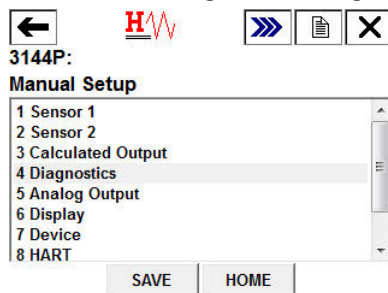 H
3144P:
Manual Setup
1 Sensor 1
2 Sensor 2
3 Calculated Output
4 Diagnostics
5 Analog Output
6 Display
7 Device
8 HART
SAVE HOME